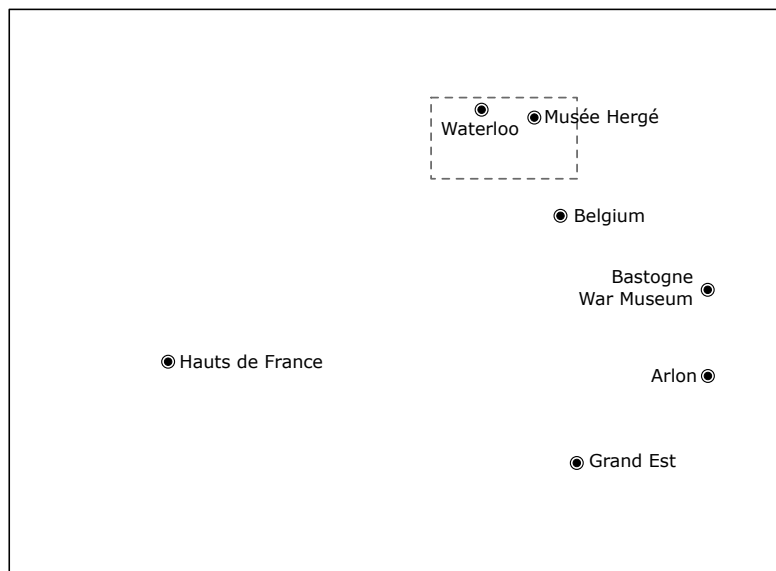 Musée Hergé
Waterloo
Belgium
Bastogne
War Museum
Hauts de France
Arlon
Grand Est